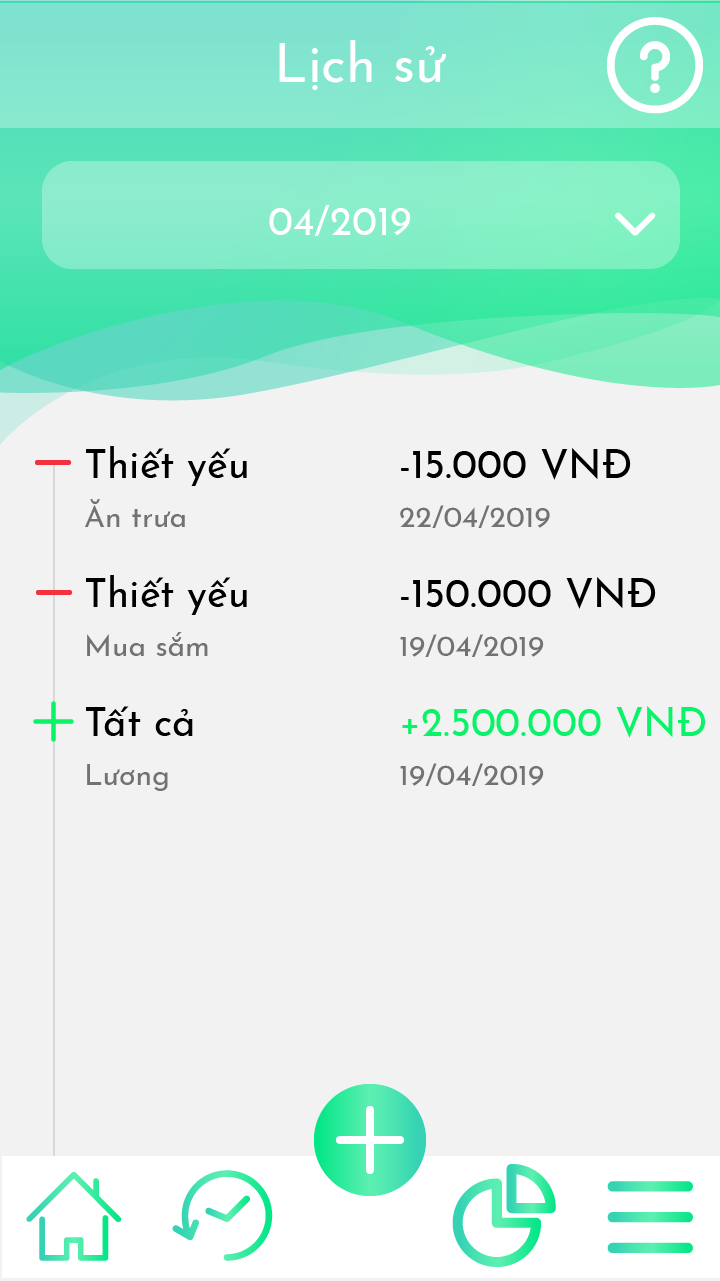 Lịch sử
04/2019
Thiết yếu -15.000 VNĐ
Ăn trưa 22/04/2019
Thiết yếu -150.000 VNĐ
Mua sắm 19/04/2019
Tất cả +2.500.000 VNĐ
Lương 19/04/2019